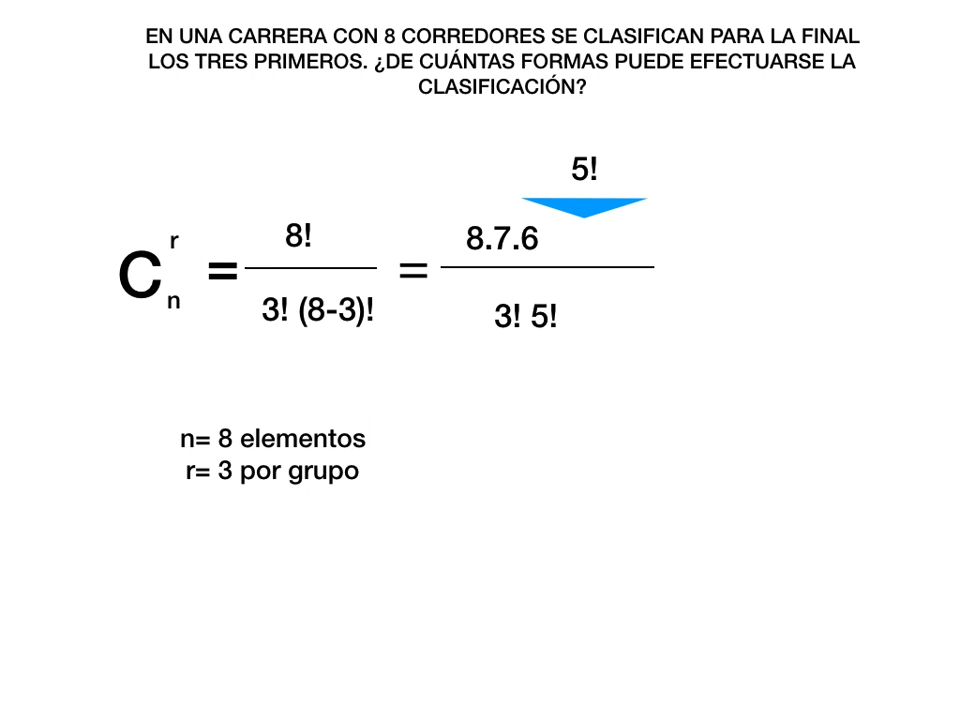 EN UNA CARRERA CON 8 CORREDORES SE CLASIFICAN PARA LA FINAL
LOS TRES PRIMEROS. ¿DE CUÁNTAS FORMAS PUEDE EFECTUARSE LA
CLASIFICACIÓN?
5!
8!
8.7.6
r
C = =
n
3! (8-3)!
3! 5!
n= 8 elementos
r= 3 por grupo